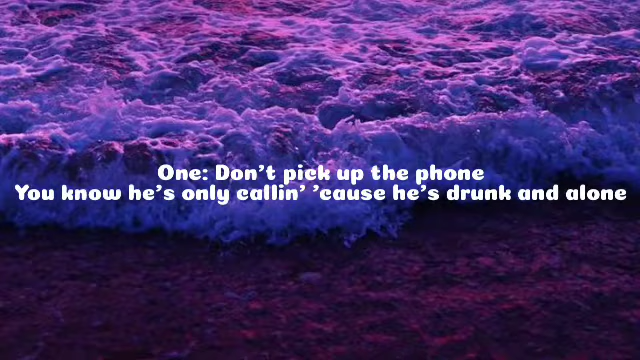 One: Don’t pick up the phone
You know he’s only callin’ ’cause he’s drunk and alone